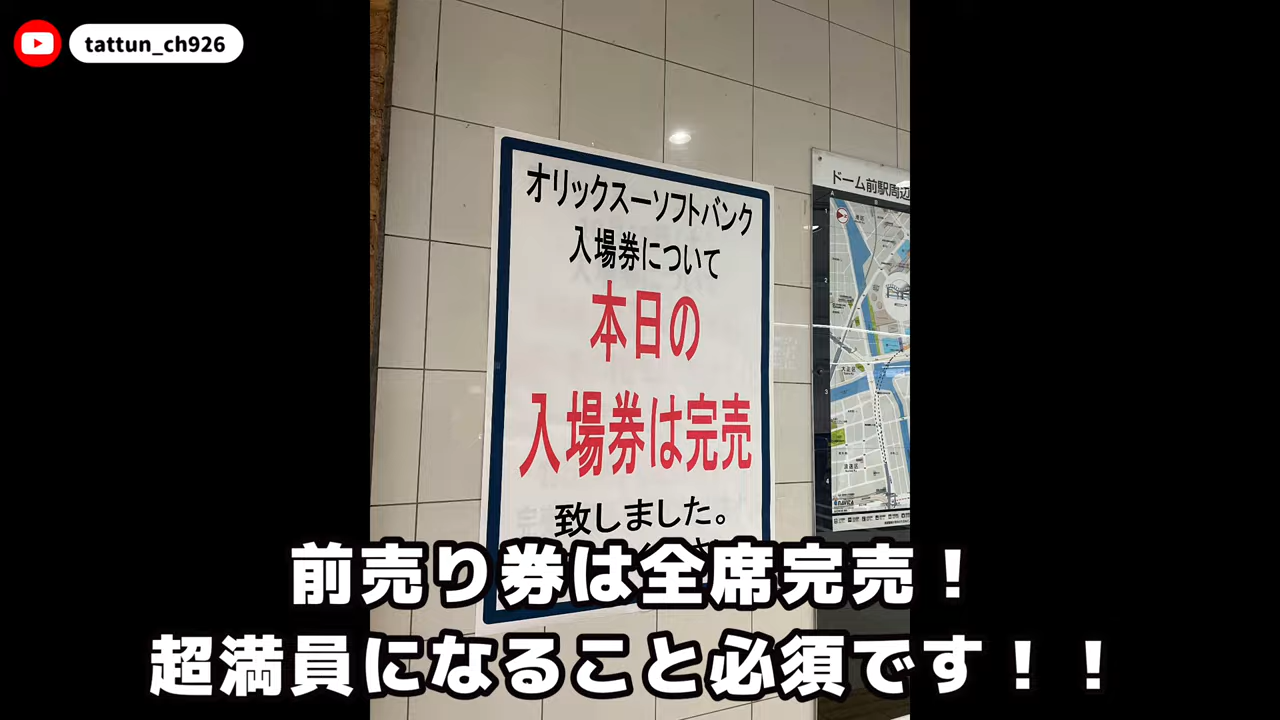 tattun_ch926
オリックスーソフトバンク
入場券について
本日の
入場券は完売
致しました。
ドーム前駅周辺
前売り券は全席完売！
超満員になること必須です！！